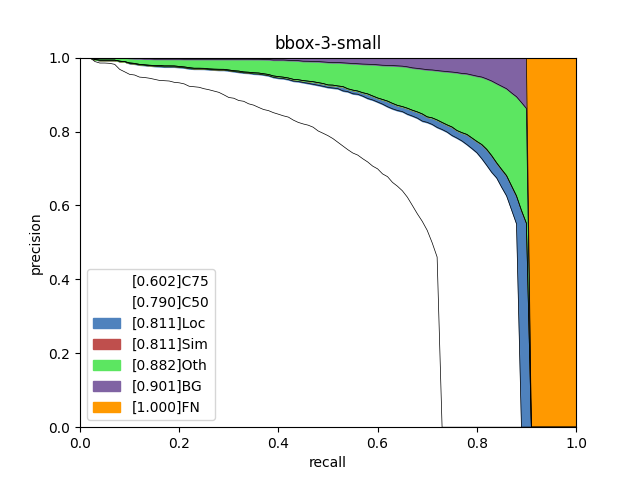 bbox-3-small
1.0
0.8
0.6
0.4
0.2
0.0
precision
[0.602]C75
[0.790]C50
[0.811]Loc
[0.811]Sim
[0.882]Oth
[0.901]BG
[1.000]FN
0.0 0.2 0.4 0.6 0.8 1.0
recall